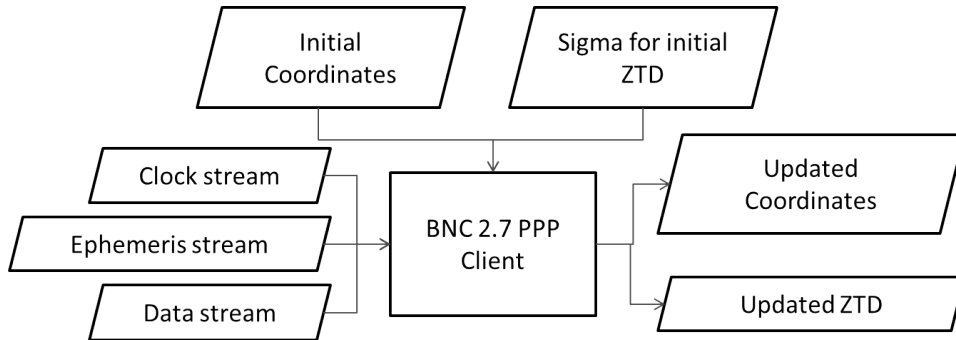 Initial
Coordinates
Sigma for initial
ZTD
Clock stream
Ephemeris stream
Data stream
BNC 2.7 PPP
Client
Updated
Coordinates
Updated ZTD